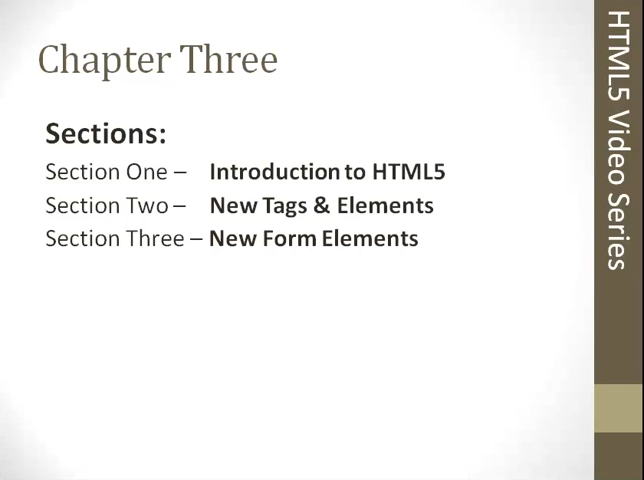 Chapter Three
Sections:
Section One – Introduction to HTML5
Section Two – New Tags & Elements
Section Three – New Form Elements
HTML5 Video Series